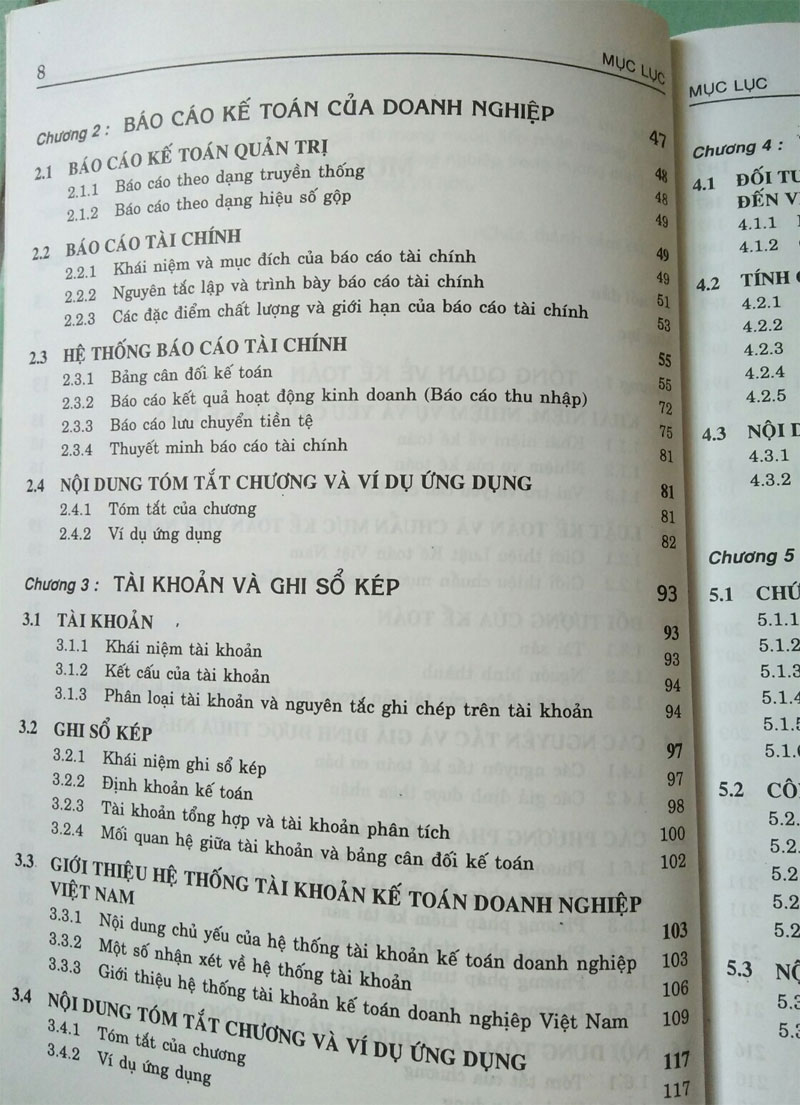 8 MỤC LỤC
Chương 2 : BÁO CÁO KẾ TOÁN CỦA DOANH NGHIỆP 47
2.1 BÁO CÁO KẾ TOÁN QUẢN TRỊ 48
2.1.1 Báo cáo theo dạng truyền thống 48
2.1.2 Báo cáo theo dạng hiệu số gộp 49
2.2 BÁO CÁO TÀI CHÍNH 49
2.2.1 Khái niệm và mục đích của báo cáo tài chính 49
2.2.2 Nguyên tắc lập và trình bày báo cáo tài chính 51
2.2.3 Các đặc điểm chất lượng và giới hạn của báo cáo tài chính 53
2.3 HỆ THỐNG BÁO CÁO TÀI CHÍNH 55
2.3.1 Bảng cân đối kế toán 55
2.3.2 Báo cáo kết quả hoạt động kinh doanh (Báo cáo thu nhập) 72
2.3.3 Báo cáo lưu chuyển tiền tệ 75
2.3.4 Thuyết minh báo cáo tài chính 81
2.4 NỘI DUNG TÓM TẮT CHƯƠNG VÀ VÍ DỤ ỨNG DỤNG 81
2.4.1 Tóm tắt của chương 81
2.4.2 Ví dụ ứng dụng 82
Chương 3 : TÀI KHOẢN VÀ GHI SỔ KÉP 93
3.1 TÀI KHOẢN 93
3.1.1 Khái niệm tài khoản 93
3.1.2 Kết cấu của tài khoản 94
3.1.3 Phân loại tài khoản và nguyên tắc ghi chép trên tài khoản 94
3.2 GHI SỔ KÉP 97
3.2.1 Khái niệm ghi sổ kép 97
3.2.2 Định khoản kế toán 98
3.2.3 Tài khoản tổng hợp và tài khoản phân tích 100
3.2.4 Mối quan hệ giữa tài khoản và bảng cân đối kế toán 102
3.3 GIỚI THIỆU HỆ THỐNG TÀI KHOẢN KẾ TOÁN DOANH NGHIỆP
VIỆT NAM 103
3.3.1 Nội dung chủ yếu của hệ thống tài khoản kế toán doanh nghiệp 103
3.3.2 Một số nhận xét về hệ thống tài khoản 106
3.3.3 Giới thiệu hệ thống tài khoản kế toán doanh nghiệp Việt Nam 109
3.4 NỘI DUNG TÓM TẮT CHƯƠNG VÀ VÍ DỤ ỨNG DỤNG 117
3.4.1 Tóm tắt của chương 117
3.4.2 Ví dụ ứng dụng
MỤC LỤC
Chương 4 :
4.1 ĐỐI
ĐẾN
4.1.1
4.1.2
4.2 TÍNH
4.2.1
4.2.2
4.2.3
4.2.4
4.2.5
4.3 NỘI
4.3.1
4.3.2
Chương 5
5.1
5.1.1
5.1.2
5.1.3
5.1.4
5.2
5.3